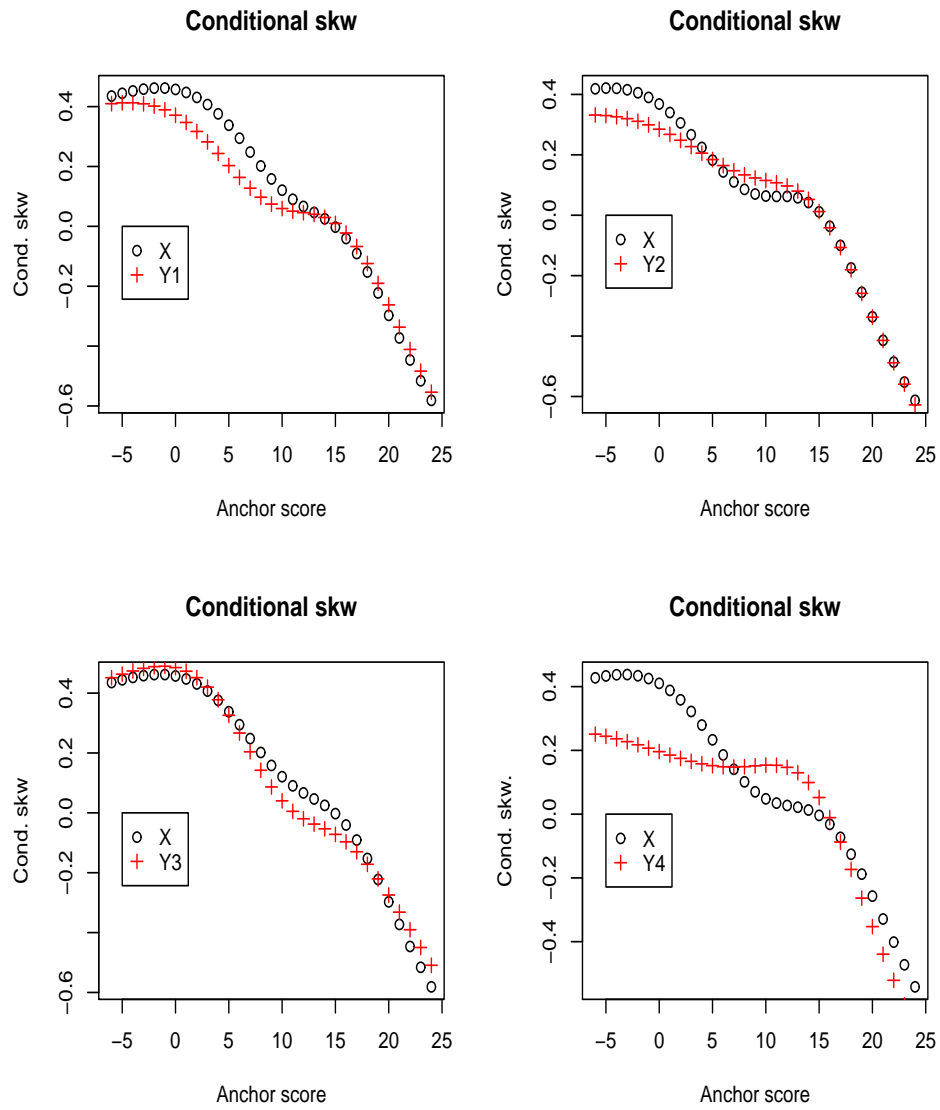 Conditional skw
Cond. skw
0.4
0.2
0.0
−0.2
−0.6
X
Y1
−5 0 5 10 15 20 25
Anchor score
Conditional skw
Cond. skw
0.4
0.2
0.0
−0.2
−0.6
X
Y2
−5 0 5 10 15 20 25
Anchor score
Conditional skw
Cond. skw
0.4
0.2
0.0
−0.2
−0.6
X
Y3
−5 0 5 10 15 20 25
Anchor score
Conditional skw
Cond. skw.
0.4
0.2
0.0
−0.2
−0.4
X
Y4
−5 0 5 10 15 20 25
Anchor score